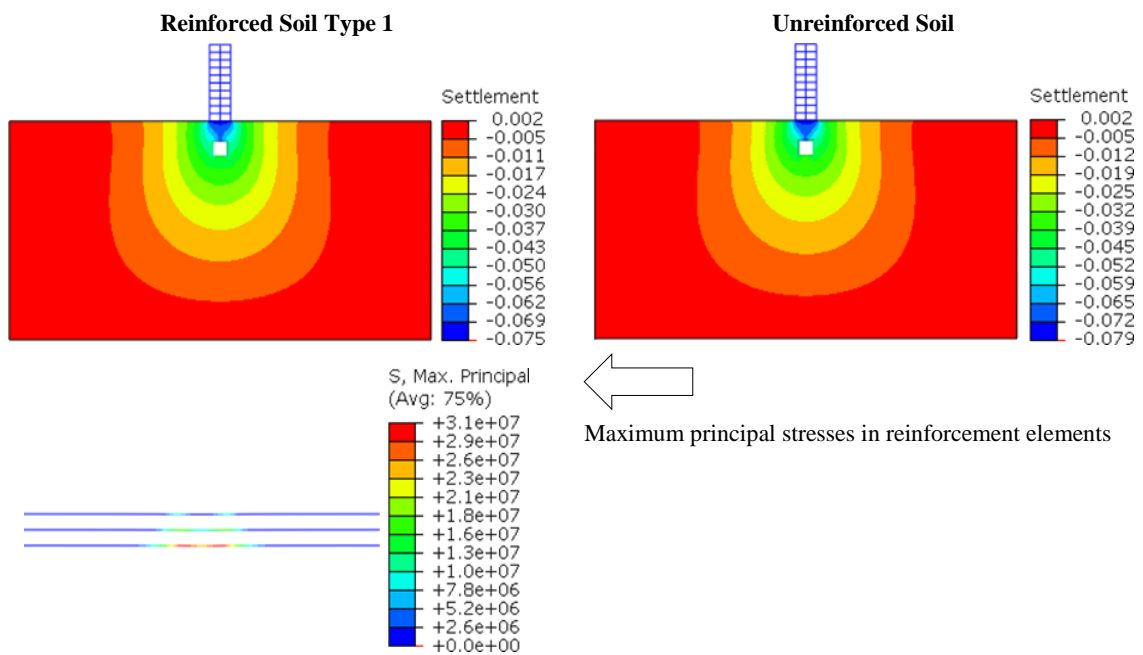 Reinforced Soil Type 1
Unreinforced Soil
Settlement
0.002
-0.005
-0.011
-0.017
-0.024
-0.030
-0.037
-0.043
-0.050
-0.056
-0.062
-0.069
-0.075
Settlement
0.002
-0.005
-0.012
-0.019
-0.025
-0.032
-0.039
-0.045
-0.052
-0.065
-0.072
-0.079
S, Max. Principal
(Avg: 75%)
+3.1e+07
+2.9e+07
+2.6e+07
+2.3e+07
+2.1e+07
+1.8e+07
+1.6e+07
+1.3e+07
+1.0e+07
+7.8e+06
+5.2e+06
+2.6e+06
+0.0e+00
Maximum principal stresses in reinforcement elements